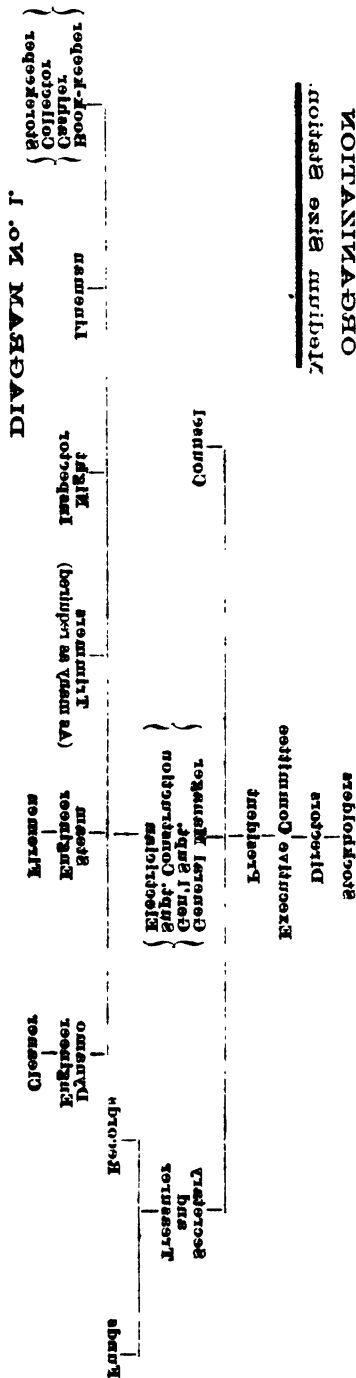 ORGANIZATION
Medium Size Station.
Stockholders
Directors
Executive Committee
President
Secretary
and
Treasurer
General Manager
Gen'l Supt.
Supt. Construction
Electrician
Counsel
Funds
Records
Dynamo
Engineer
Cleaner
Steam
Engineer
Firemen
Trimmers
(As many as required)
Night
Inspector
Lineman
Book-keeper
Cashier
Collector
Storekeeper
DIAGRAM No. 1.